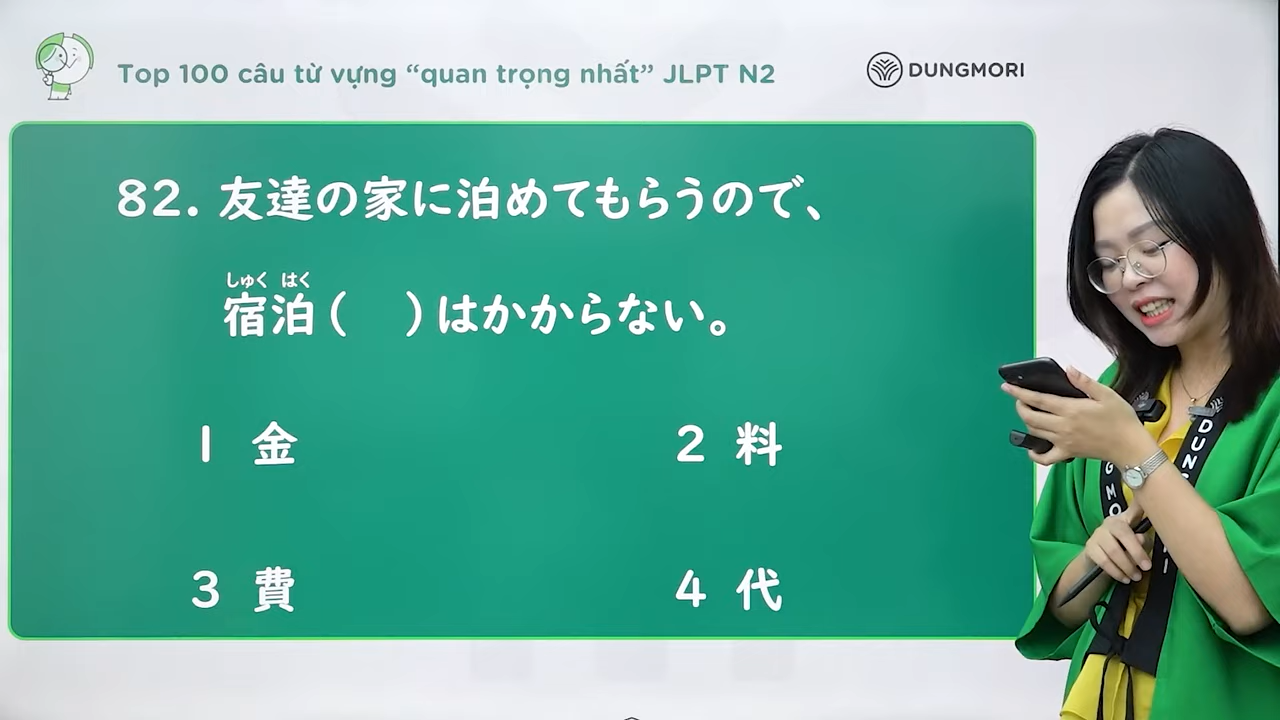 Top 100 câu từ vựng “quan trọng nhất” JLPT N2
DUNGMORI
82. 友達の家に泊めてもらうので、
しゅく はく
宿泊(　)はかからない。
1 金
2 料
3 費
4 代